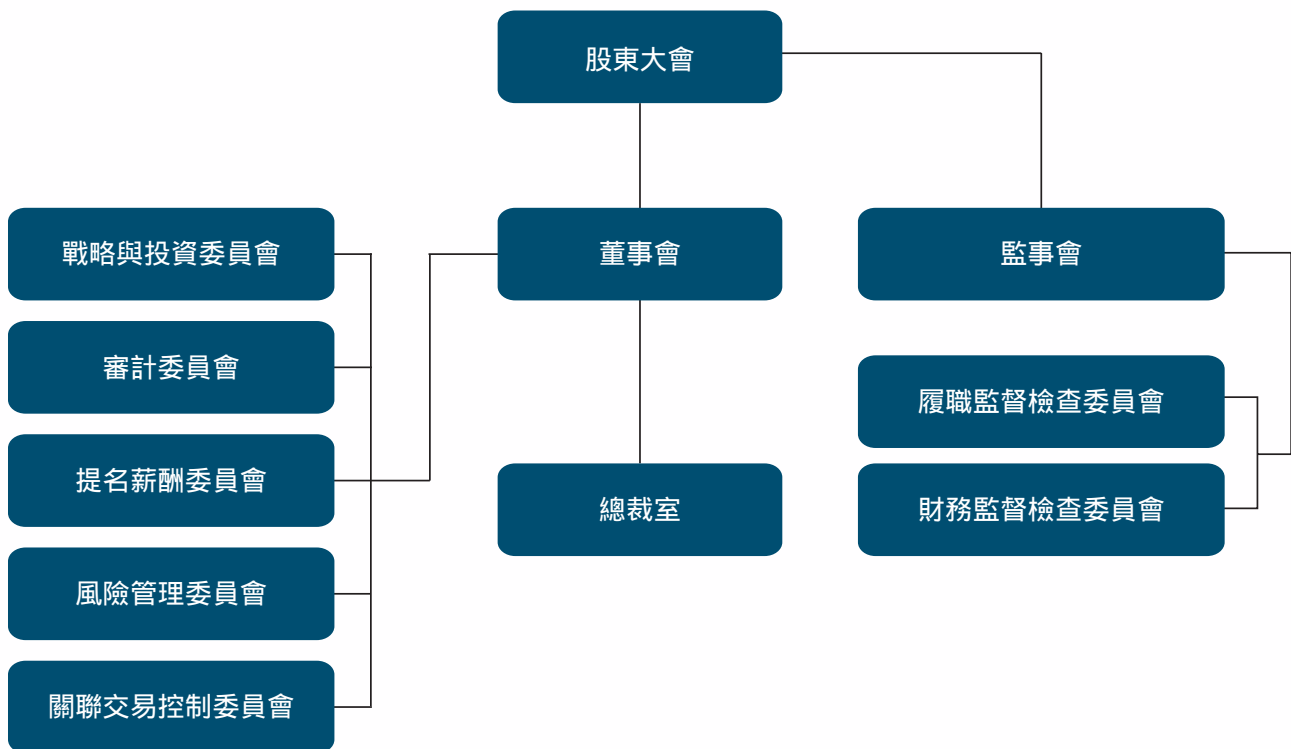 股東大會
戰略與投資委員會
董事會
監事會
審計委員會
履職監督檢查委員會
提名薪酬委員會
總裁室
財務監督檢查委員會
風險管理委員會
關聯交易控制委員會